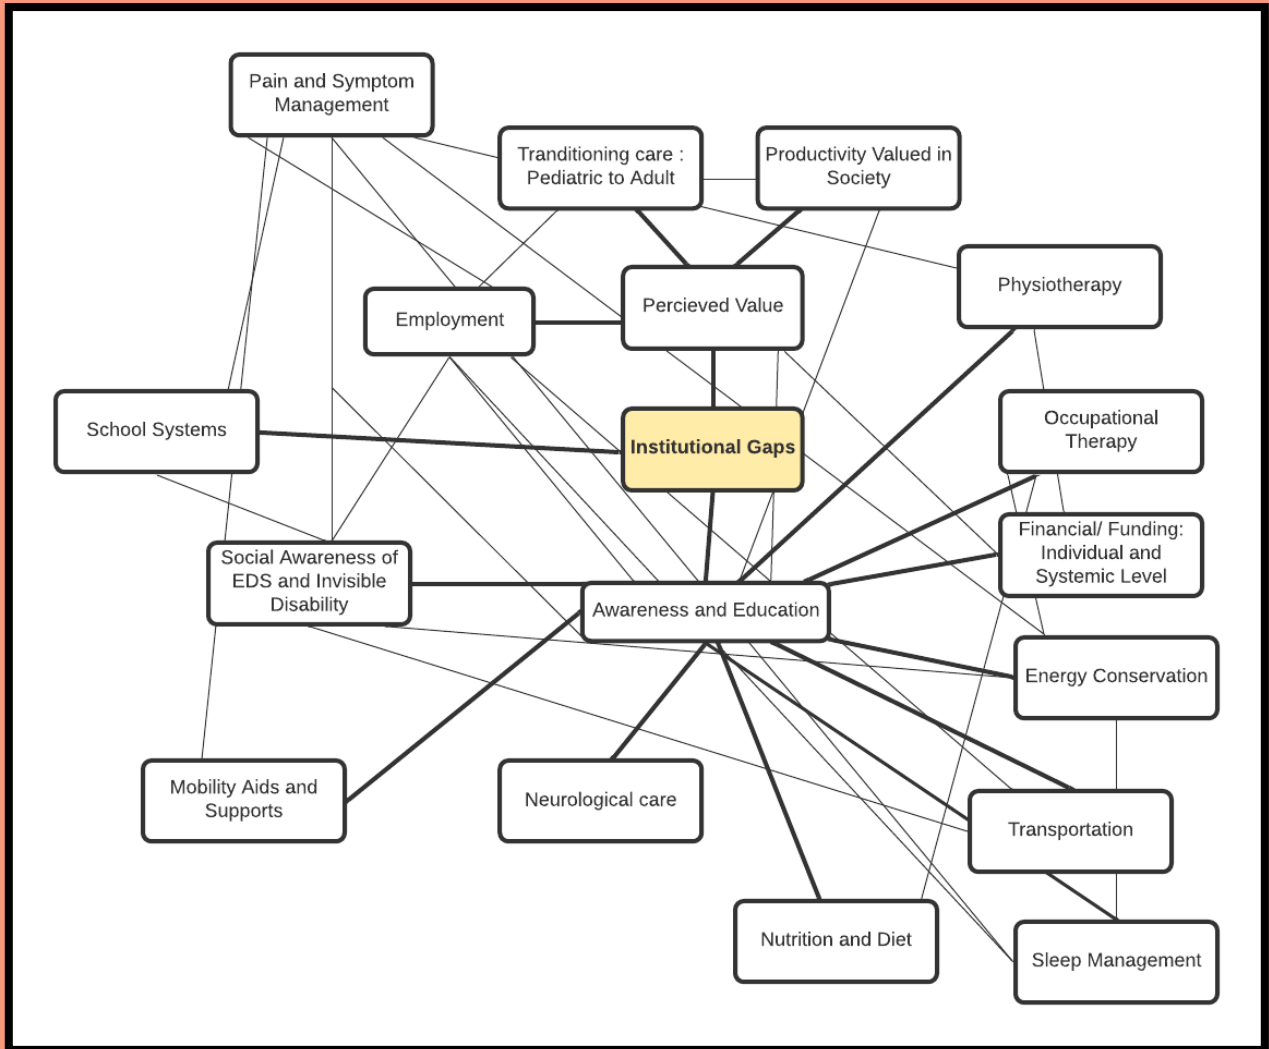 Pain and Symptom
Management
Tranditioning care :
Pediatric to Adult
Productivity Valued in
Society
Physiotherapy
Percieved Value
Employment
School Systems
Institutional Gaps
Occupational
Therapy
Financial/ Funding:
Individual and
Systemic Level
Social Awareness of
EDS and Invisible
Disability
Awareness and Education
Energy Conservation
Mobility Aids and
Supports
Neurological care
Transportation
Nutrition and Diet
Sleep Management